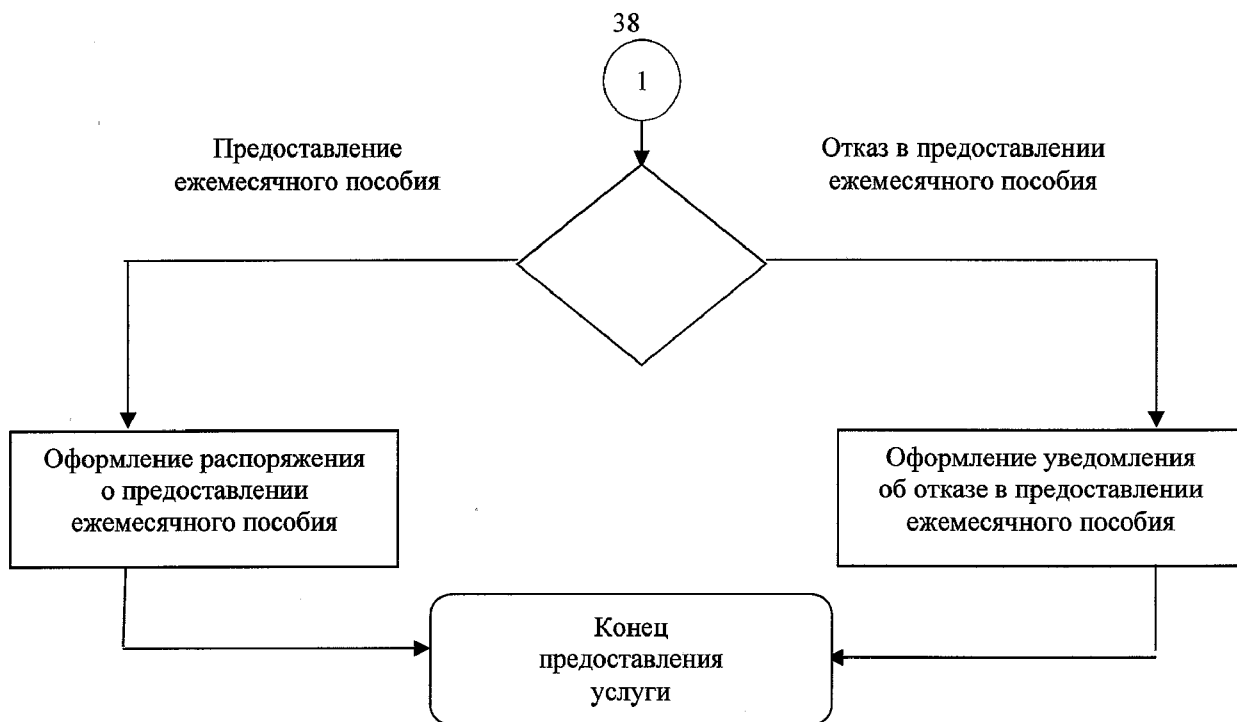 38
1
Предоставление
ежемесячного пособия
Отказ в предоставлении
ежемесячного пособия
Оформление распоряжения
о предоставлении
ежемесячного пособия
Оформление уведомления
об отказе в предоставлении
ежемесячного пособия
Конец
предоставления
услуги